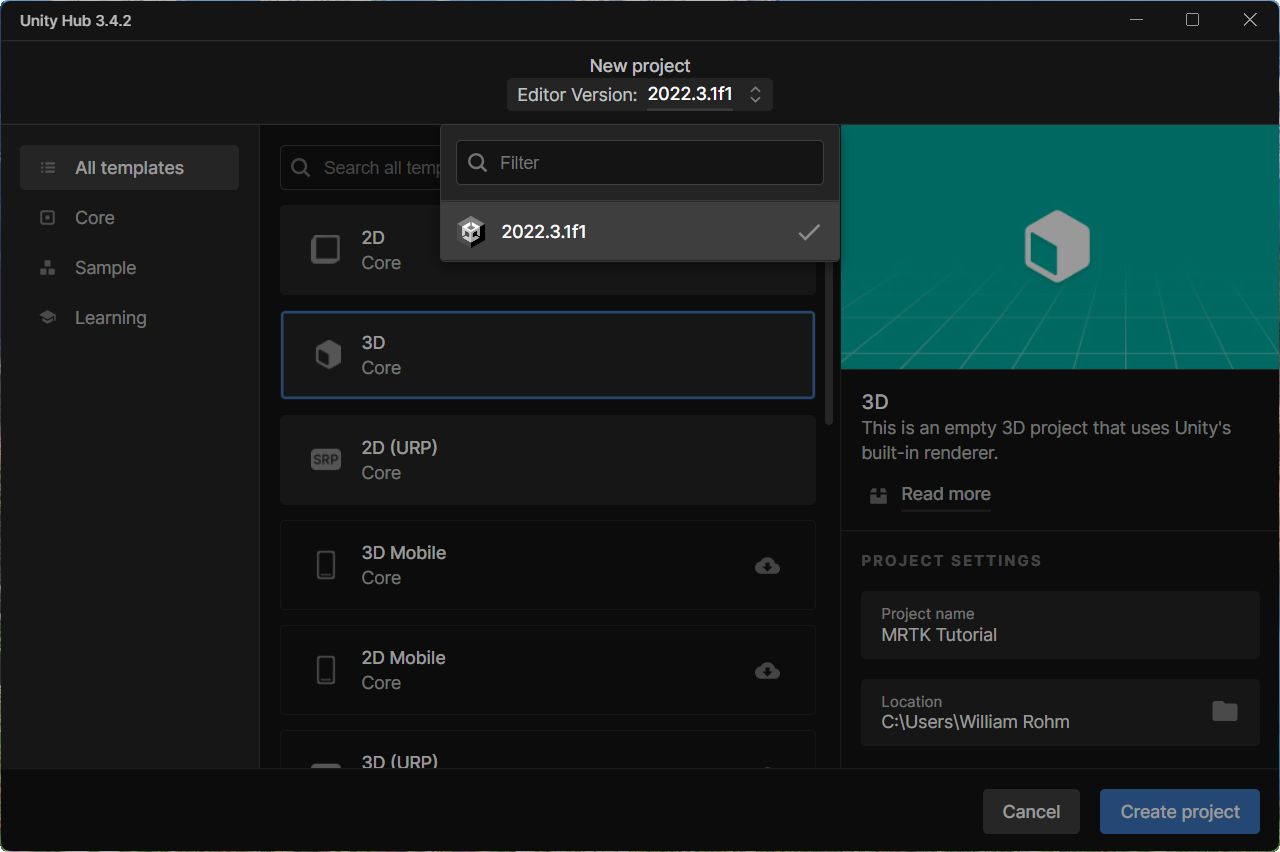 Unity Hub 3.4.2
New project
Editor Version: 2022.3.1f1
All templates
Core
Sample
Learning
Search all temp
Filter
2022.3.1f1
2D
Core
3D
Core
2D (URP)
Core
SRP
3D Mobile
Core
2D Mobile
Core
3D (URP)
3D
This is an empty 3D project that uses Unity's
built-in renderer.
Read more
PROJECT SETTINGS
Project name
MRTK Tutorial
Location
C:\Users\William Rohm
Cancel
Create project